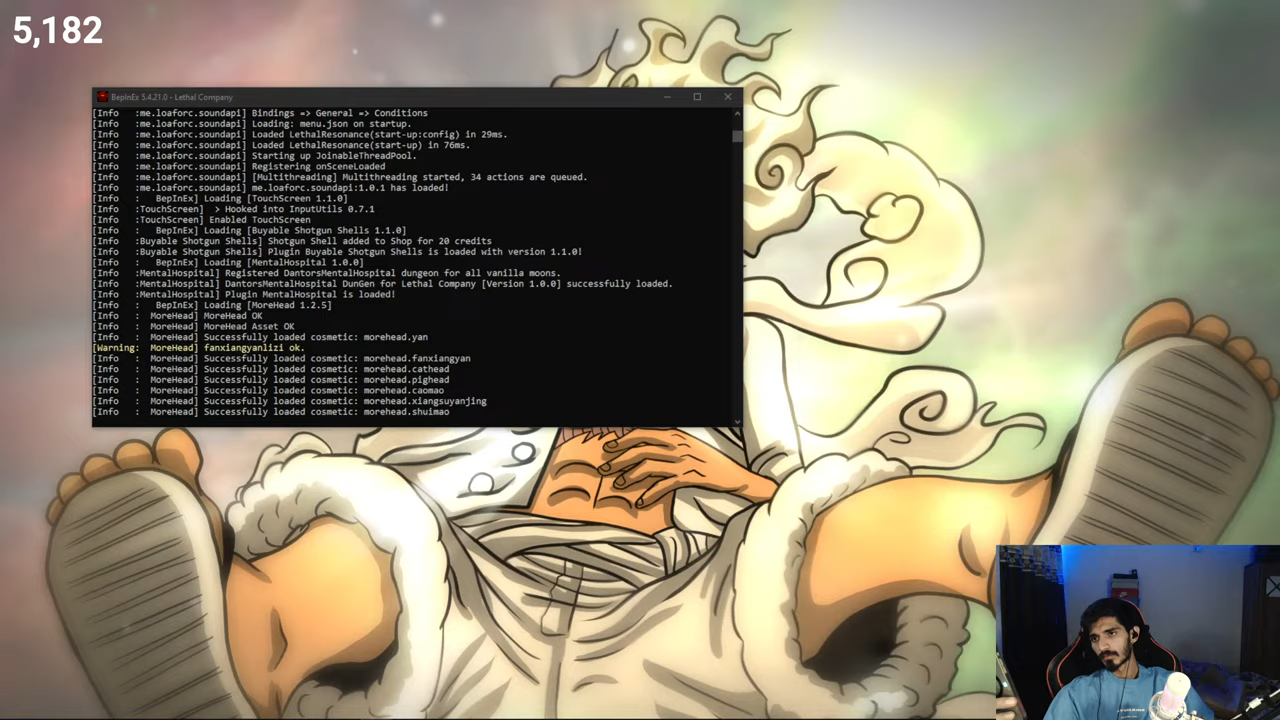 5,182
BepInEx 5.4.21.0 - Lethal Company
[Info   :me.loaforc.soundapi] Bindings => General => Conditions
[Info   :me.loaforc.soundapi] Loading: menu.json on startup.
[Info   :me.loaforc.soundapi] Loaded LethalResonance(start-up:config) in 29ms.
[Info   :me.loaforc.soundapi] Loaded LethalResonance(start-up) in 76ms.
[Info   :me.loaforc.soundapi] Starting up JoinableThreadPool.
[Info   :me.loaforc.soundapi] Registering onSceneLoaded
[Info   :me.loaforc.soundapi] [Multithreading] Multithreading started, 34 actions are queued.
[Info   :me.loaforc.soundapi] me.loaforc.soundapi:1.0.1 has loaded!
[Info   :   BepInEx] Loading [TouchScreen 1.1.0]
[Info   :TouchScreen]  > Hooked into InputUtils 0.7.1
[Info   :TouchScreen] Enabled TouchScreen
[Info   :   BepInEx] Loading [Buyable Shotgun Shells 1.1.0]
[Info   :Buyable Shotgun Shells] Shotgun Shell added to Shop for 20 credits
[Info   :Buyable Shotgun Shells] Plugin Buyable Shotgun Shells is loaded with version 1.1.0!
[Info   :   BepInEx] Loading [MentalHospital 1.0.0]
[Info   :MentalHospital] Registered DantorsMentalHospital dungeon for all vanilla moons.
[Info   :MentalHospital] DantorsMentalHospital DunGen for Lethal Company [Version 1.0.0] successfully loaded.
[Info   :MentalHospital] Plugin MentalHospital is loaded!
[Info   :   BepInEx] Loading [MoreHead 1.2.5]
[Info   :  MoreHead] MoreHead OK
[Info   :  MoreHead] MoreHead Asset OK
[Info   :  MoreHead] Successfully loaded cosmetic: morehead.yan
[Warning:  MoreHead] fanxiangyanlizi ok.
[Info   :  MoreHead] Successfully loaded cosmetic: morehead.fanxiangyan
[Info   :  MoreHead] Successfully loaded cosmetic: morehead.cathead
[Info   :  MoreHead] Successfully loaded cosmetic: morehead.pighead
[Info   :  MoreHead] Successfully loaded cosmetic: morehead.caomao
[Info   :  MoreHead] Successfully loaded cosmetic: morehead.xiangsuyanjing
[Info   :  MoreHead] Successfully loaded cosmetic: morehead.shuimao